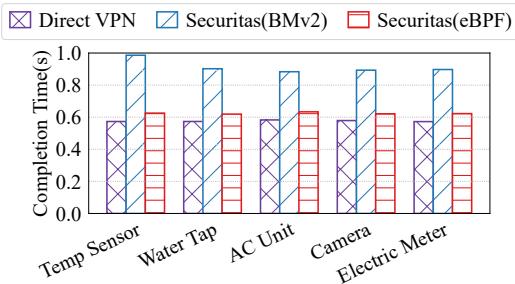 Direct VPN Securitas(BMv2) Securitas(eBPF)
Completion Time(s)
1.0
0.8
0.6
0.4
0.2
0.0
Temp Sensor
Water Tap
AC Unit
Camera
Electric Meter